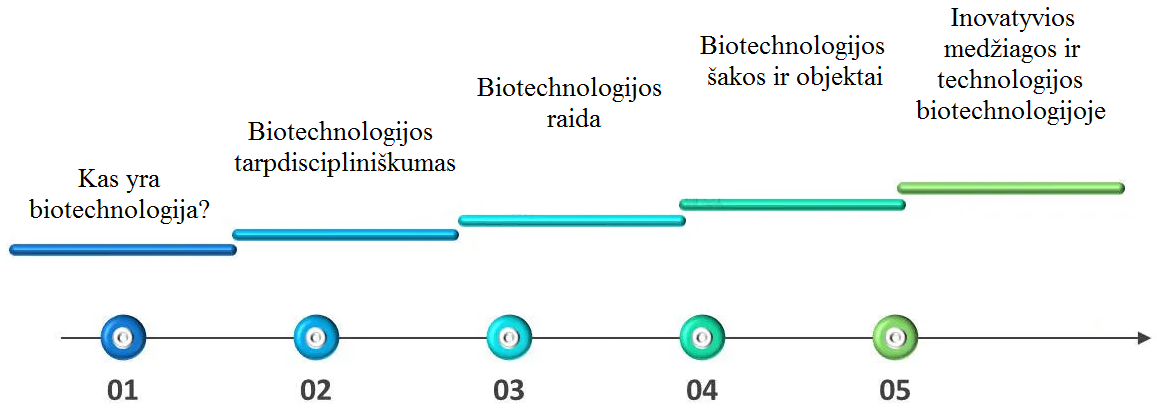 Kas yra
biotechnologija?
Biotechnologijos
tarpdiscipliniškumas
Biotechnologijos
raida
Biotechnologijos
šakos ir objektai
Inovatyvios
medžiagos ir
technologijos
biotechnologijoje
01
02
03
04
05